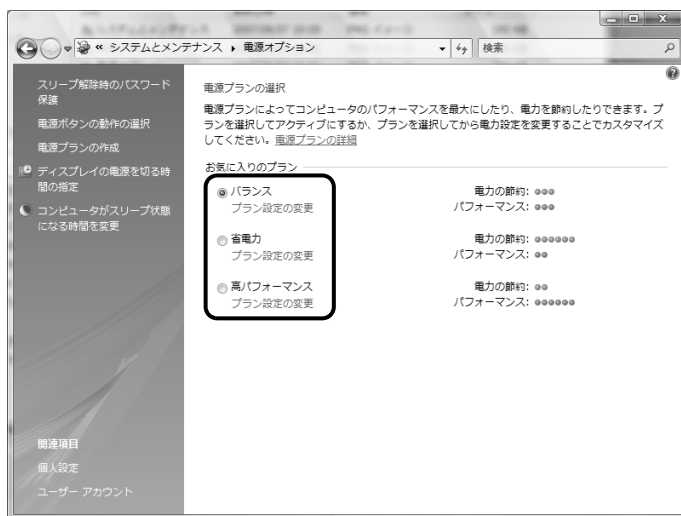 « システムとメンテナンス ▸ 電源オプション
検索
スリープ解除時のパスワード
保護
電源ボタンの動作の選択
電源プランの作成
ディスプレイの電源を切る時
間の指定
コンピュータがスリープ状態
になる時間を変更
関連項目
個人設定
ユーザー アカウント
電源プランの選択
電源プランによってコンピュータのパフォーマンスを最大にしたり、電力を節約したりできます。プ
ランを選択してアクティブにするか、プランを選択してから電力設定を変更することでカスタマイズ
してください。電源プランの詳細
お気に入りのプラン
バランス 電力の節約:
プラン設定の変更 パフォーマンス:
省電力 電力の節約:
プラン設定の変更 パフォーマンス:
高パフォーマンス 電力の節約:
プラン設定の変更 パフォーマンス: